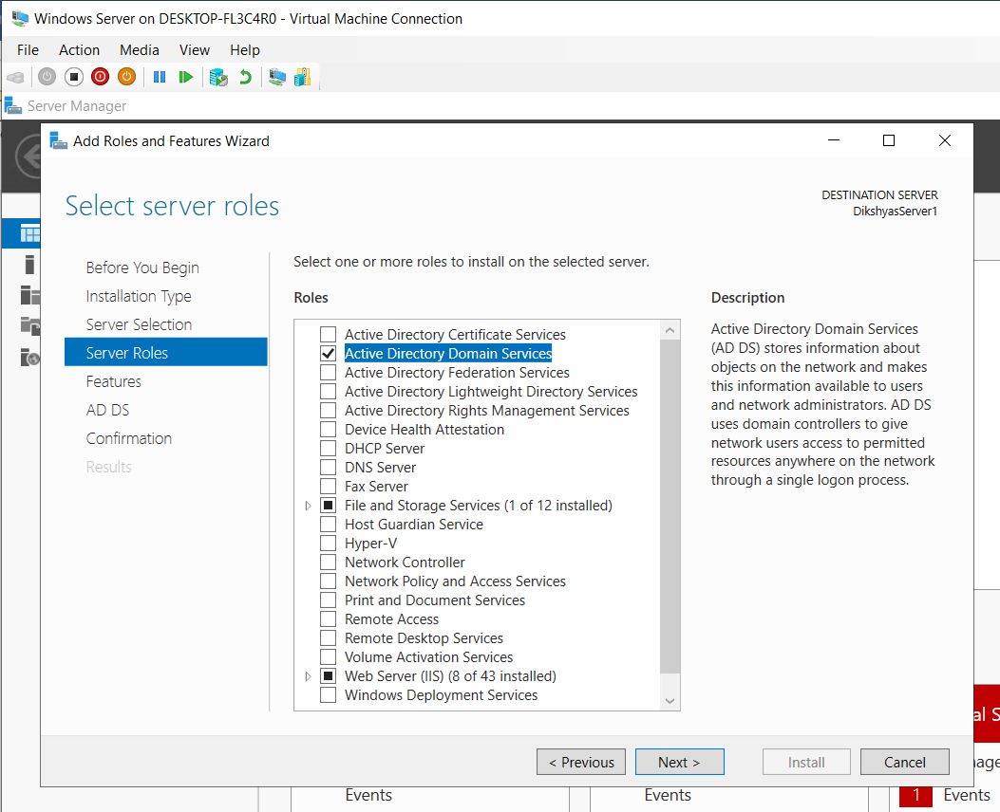 Windows Server on DESKTOP-FL3C4R0 - Virtual Machine Connection
File Action Media View Help
Server Manager
Add Roles and Features Wizard
Select server roles
DESTINATION SERVER
DikshyasServer1
Before You Begin
Installation Type
Server Selection
Server Roles
Features
AD DS
Confirmation
Results
Select one or more roles to install on the selected server.
Roles
Active Directory Certificate Services
Active Directory Domain Services
Active Directory Federation Services
Active Directory Lightweight Directory Services
Active Directory Rights Management Services
Device Health Attestation
DHCP Server
DNS Server
Fax Server
File and Storage Services (1 of 12 installed)
Host Guardian Service
Hyper-V
Network Controller
Network Policy and Access Services
Print and Document Services
Remote Access
Remote Desktop Services
Volume Activation Services
Web Server (IIS) (8 of 43 installed)
Windows Deployment Services
Description
Active Directory Domain Services
(AD DS) stores information about
objects on the network and makes
this information available to users
and network administrators. AD DS
uses domain controllers to give
network users access to permitted
resources anywhere on the network
through a single logon process.
< Previous
Next >
Install
Cancel
Events
Events
1 Events